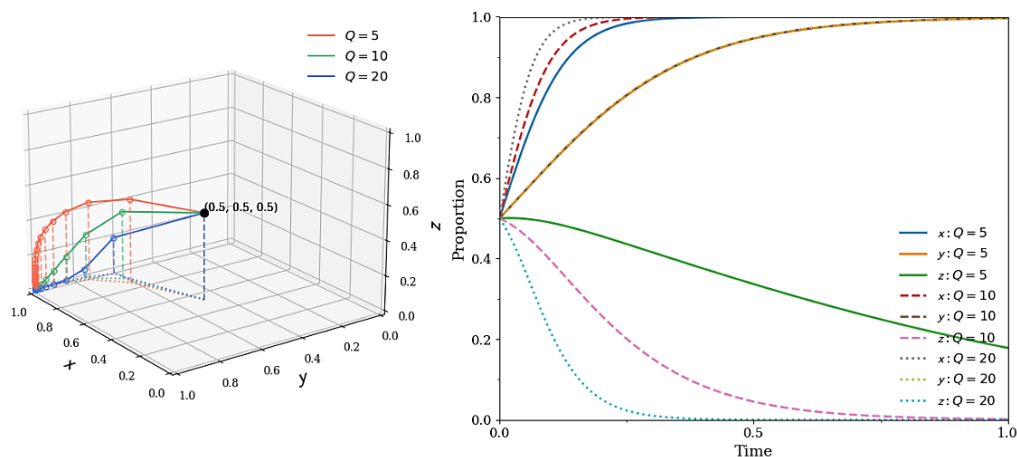 Q = 5
Q = 10
Q = 20
(0.5, 0.5, 0.5)
1.0
0.8
0.6
0.4
0.2
0.0
z
1.0
0.8
0.6
0.4
0.2
0.0
x
1.0
0.8
0.6
0.4
0.2
0.0
y
1.0
0.8
0.6
0.4
0.2
0.0
Proportion
0.0
0.5
1.0
Time
x: Q = 5
y: Q = 5
z: Q = 5
x: Q = 10
y: Q = 10
z: Q = 10
x: Q = 20
y: Q = 20
z: Q = 20